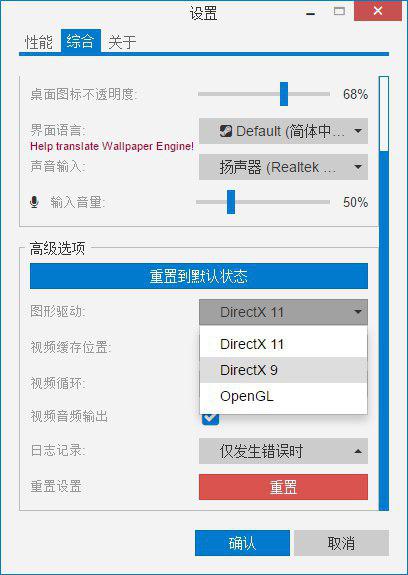 设置
性能 综合 关于
桌面图标不透明度: 68%
界面语言: Default (简体中...
Help translate Wallpaper Engine!
声音输入: 扬声器 (Realtek ...
输入音量: 50%
高级选项
重置到默认状态
图形驱动: DirectX 11
DirectX 11
视频缓存位置:
DirectX 9
视频循环:
OpenGL
视频音频输出
日志记录: 仅发生错误时
重置设置 重置
确认 取消